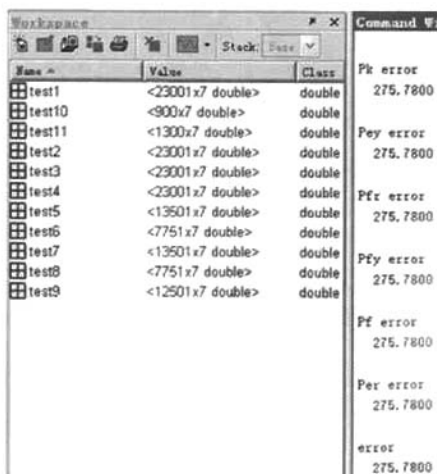 Workspace
Stack: Base
Name Value Class
test1 <23001x7 double> double
test10 <900x7 double> double
test11 <1300x7 double> double
test2 <23001x7 double> double
test3 <23001x7 double> double
test4 <23001x7 double> double
test5 <13501x7 double> double
test6 <7751x7 double> double
test7 <13501x7 double> double
test8 <7751x7 double> double
test9 <12501x7 double> double
Command
Pk error
275.7800
Pey error
275.7800
Pfr error
275.7800
Pfy error
275.7800
Pf error
275.7800
Per error
275.7800
error
275.7800